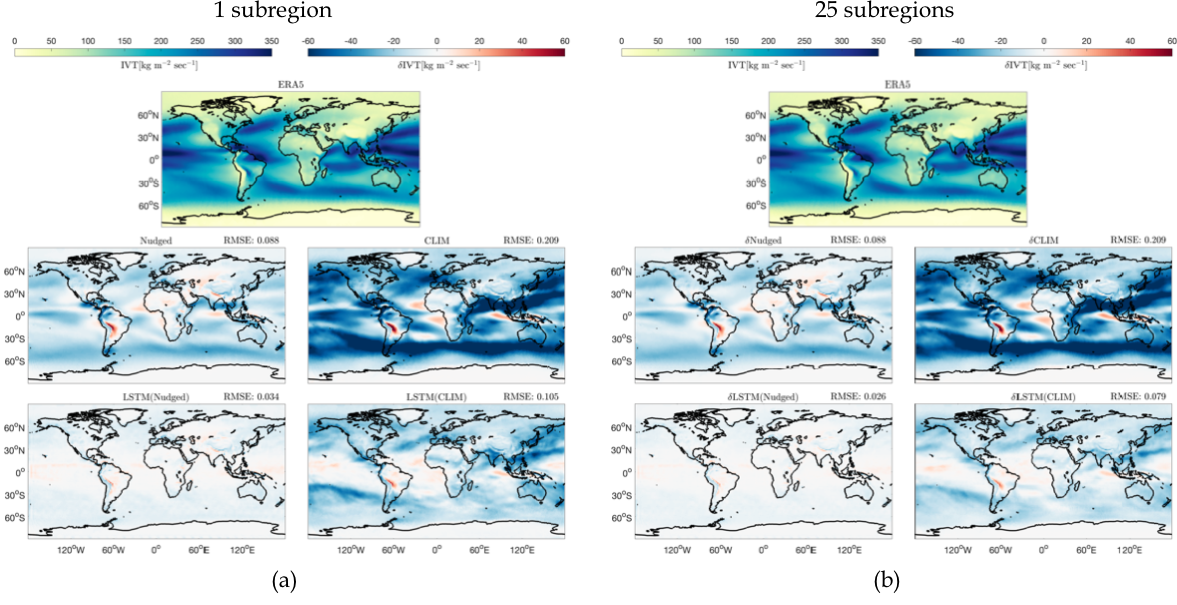 1 subregion 25 subregions
0 50 100 150 200 250 300 350 -60 -40 -20 0 20 40 60 0 50 100 150 200 250 300 350 -60 -40 -20 0 20 40 60
IVT[kg m⁻² sec⁻¹] δIVT[kg m⁻² sec⁻¹] IVT[kg m⁻² sec⁻¹] δIVT[kg m⁻² sec⁻¹]
ERA5 ERA5
60°N 60°N
30°N 30°N
0° 0°
30°S 30°S
60°S 60°S
Nudged RMSE: 0.088 CLIM RMSE: 0.209 δNudged RMSE: 0.088 δCLIM RMSE: 0.209
60°N 60°N
30°N 30°N
0° 0°
30°S 30°S
60°S 60°S
LSTM(Nudged) RMSE: 0.034 LSTM(CLIM) RMSE: 0.105 δLSTM(Nudged) RMSE: 0.026 δLSTM(CLIM) RMSE: 0.079
60°N 60°N
30°N 30°N
0° 0°
30°S 30°S
60°S 60°S
120°W 60°W 0° 60°E 120°E 120°W 60°W 0° 60°E 120°E 120°W 60°W 0° 60°E 120°E 120°W 60°W 0° 60°E 120°E
(a) (b)